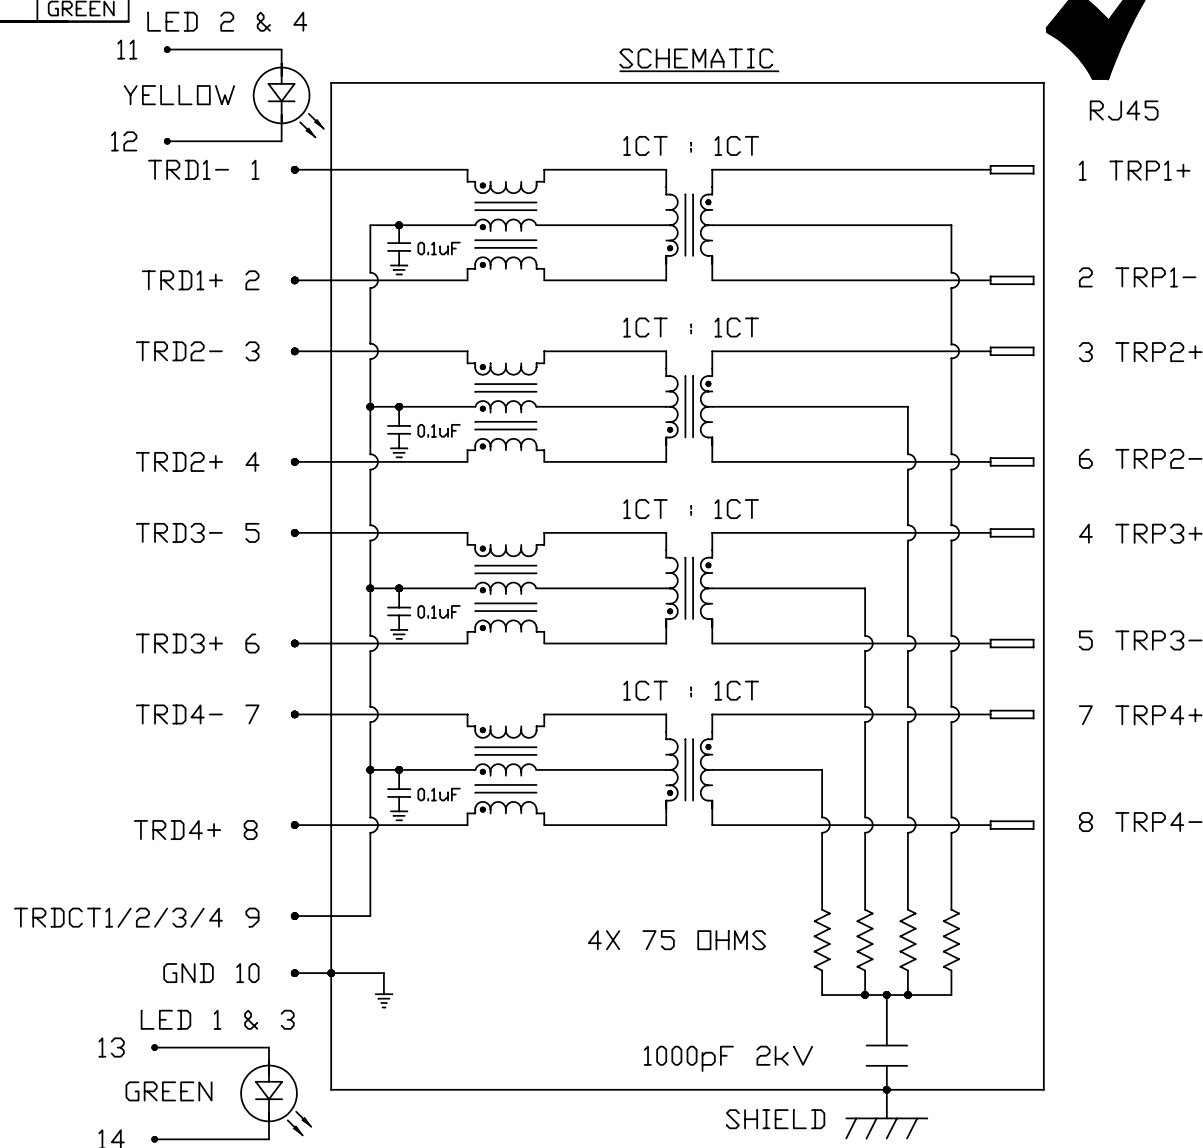 GREEN
LED 2 & 4
11
YELLOW
12
SCHEMATIC
RJ45
1CT : 1CT
TRD1- 1
1 TRP1+
0.1uF
TRD1+ 2
2 TRP1-
1CT : 1CT
TRD2- 3
3 TRP2+
0.1uF
TRD2+ 4
6 TRP2-
1CT : 1CT
TRD3- 5
4 TRP3+
0.1uF
TRD3+ 6
5 TRP3-
1CT : 1CT
TRD4- 7
7 TRP4+
0.1uF
TRD4+ 8
8 TRP4-
TRDCT1/2/3/4 9
4X 75 OHMS
GND 10
LED 1 & 3
13
GREEN
14
1000pF 2kV
SHIELD